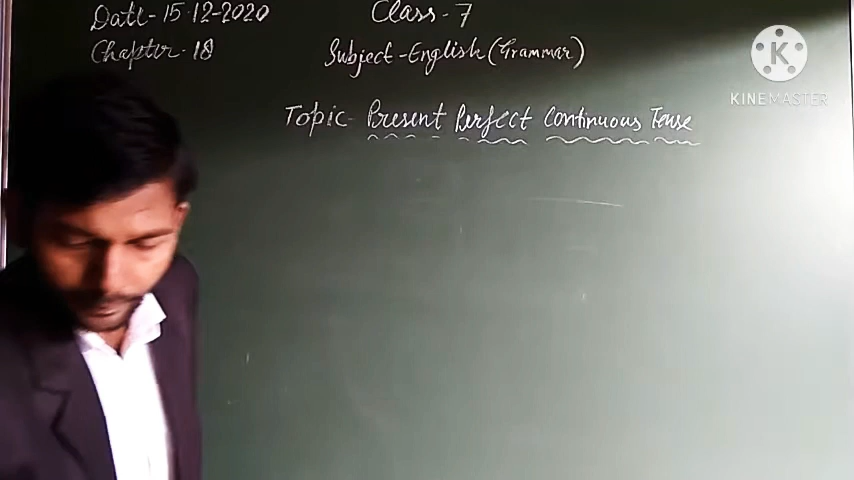 Date-15-12-2020 Class-7
Chapter-18 Subject-English (Grammar)
Topic- Present Perfect Continuous Tense
K
KINEMASTER